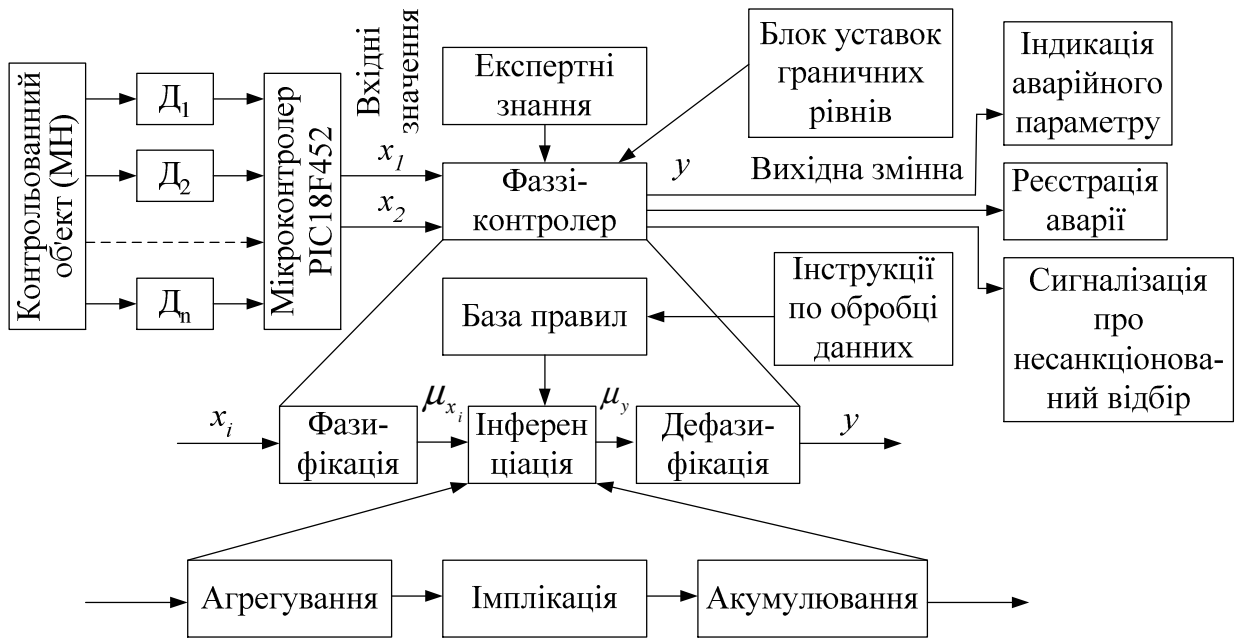 Контрольованний
об'ект (МН)
Д1
Д2
Дn
Мікроконтролер
PIC18F452
Вхідні
значення
x1
x2
Експертні
знання
Блок уставок
граничних
рівнів
Фаззі-
контролер
y
Вихідна змінна
Індикація
аварійного
параметру
Реєстрація
аварії
Сигналізація
про
несанкціонова-
ний відбір
База правил
Інструкції
по обробці
данних
xi
Фази-
фікація
μxi
Інферен
ціація
μy
Дефази-
фікація
y
Агрегування
Імплікація
Акумулювання